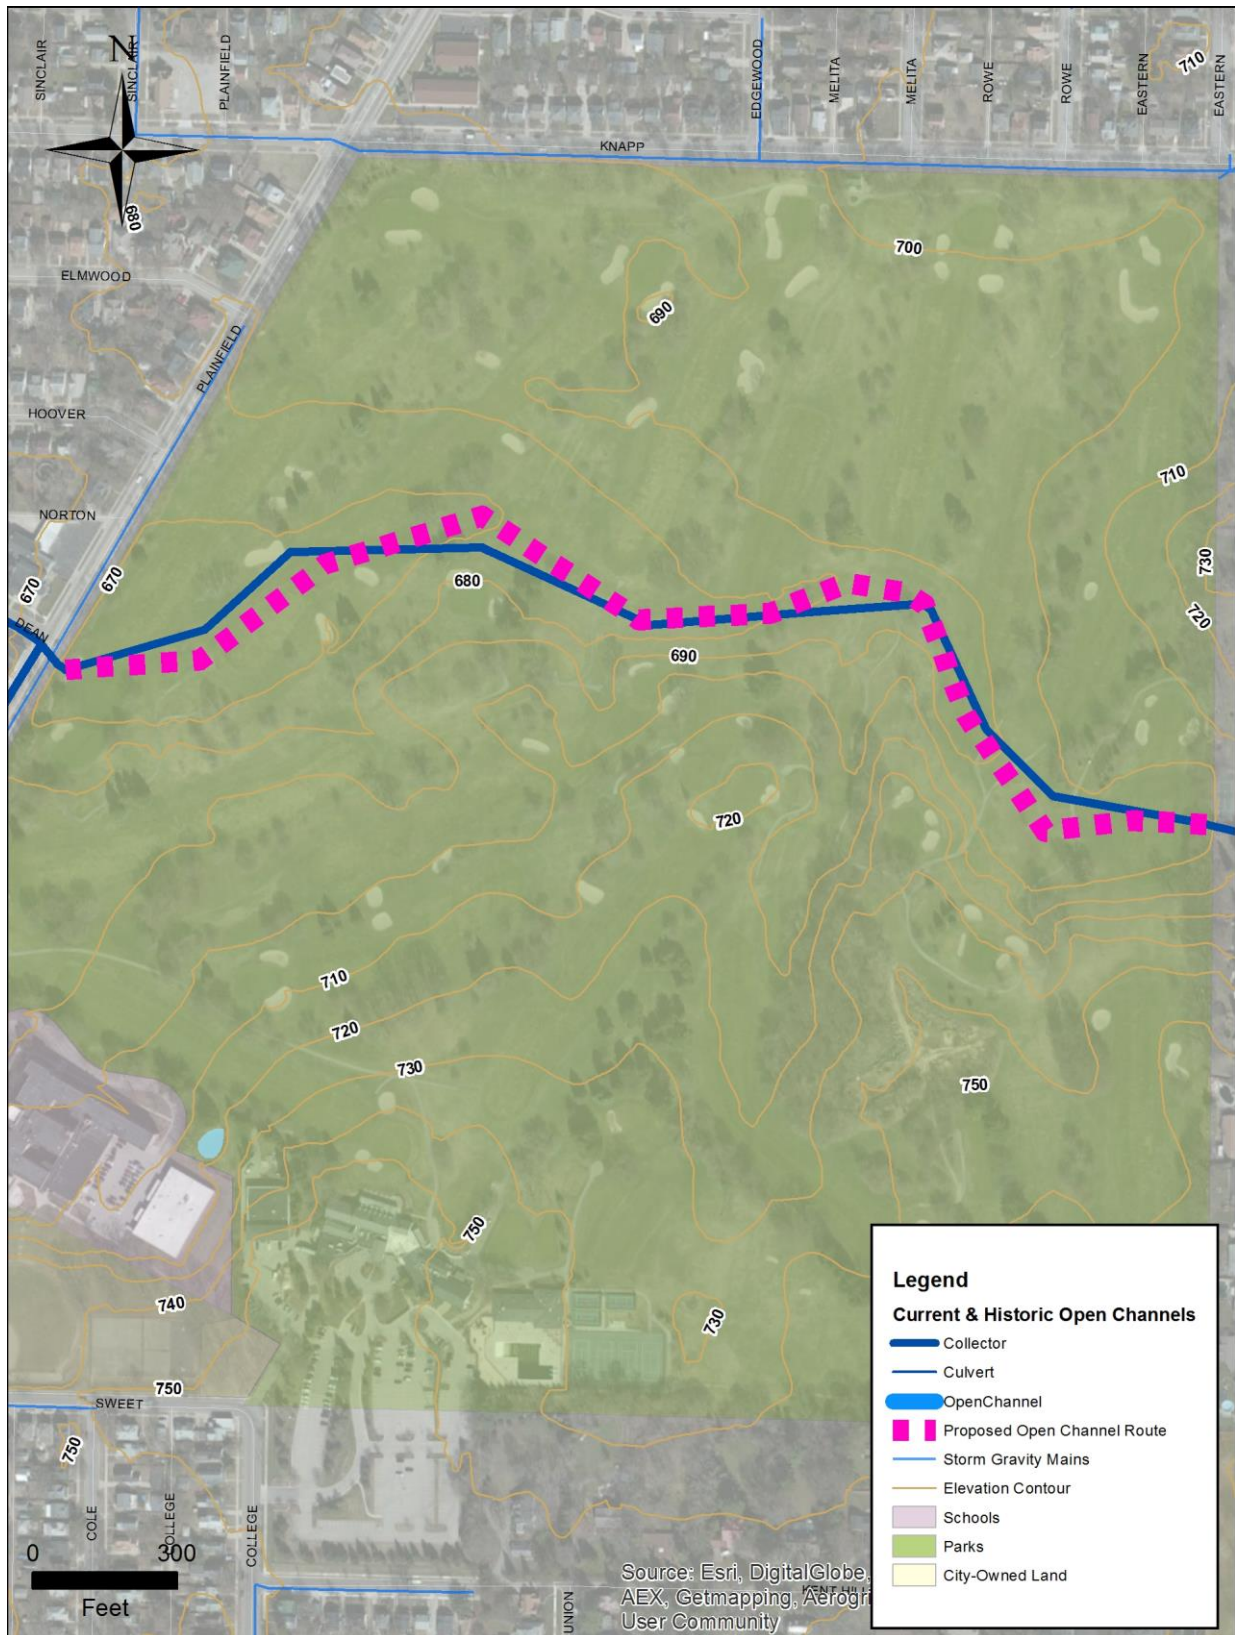 N
SINCLAIR
SINCLAIR
PLAINFIELD
EDGEWOOD
MELITA
MELITA
ROWE
ROWE
EASTERN
EASTERN
710
KNAPP
680
700
ELMWOOD
690
PLAINFIELD
HOOVER
710
NORTON
730
670
670
680
720
DEAN
690
720
710
720
730
750
750
740
730
750
SWEET
750
COLE
COLLEGE
COLLEGE
UNION
0 300
Feet
Source: Esri, DigitalGlobe,
AEX, Getmapping,
User Community
Legend
Current & Historic Open Channels
Collector
Culvert
OpenChannel
Proposed Open Channel Route
Storm Gravity Mains
Elevation Contour
Schools
Parks
City-Owned Land